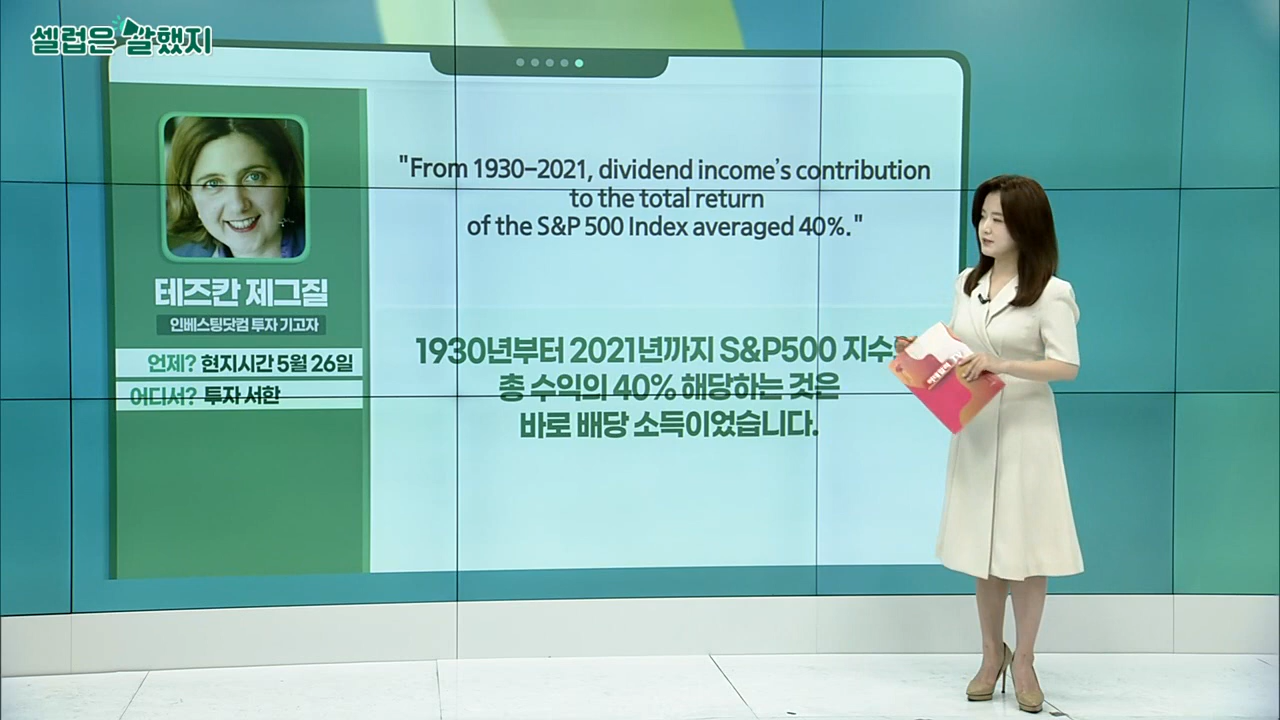 셀럽은 말했지
"From 1930-2021, dividend income's contribution
to the total return
of the S&P 500 Index averaged 40%."
테즈칸 제그질
인베스팅닷컴 투자 기고자
언제? 현지시간 5월 26일
어디서? 투자 서한
1930년부터 2021년까지 S&P500 지수
총 수익의 40% 해당하는 것은
바로 배당 소득이었습니다.